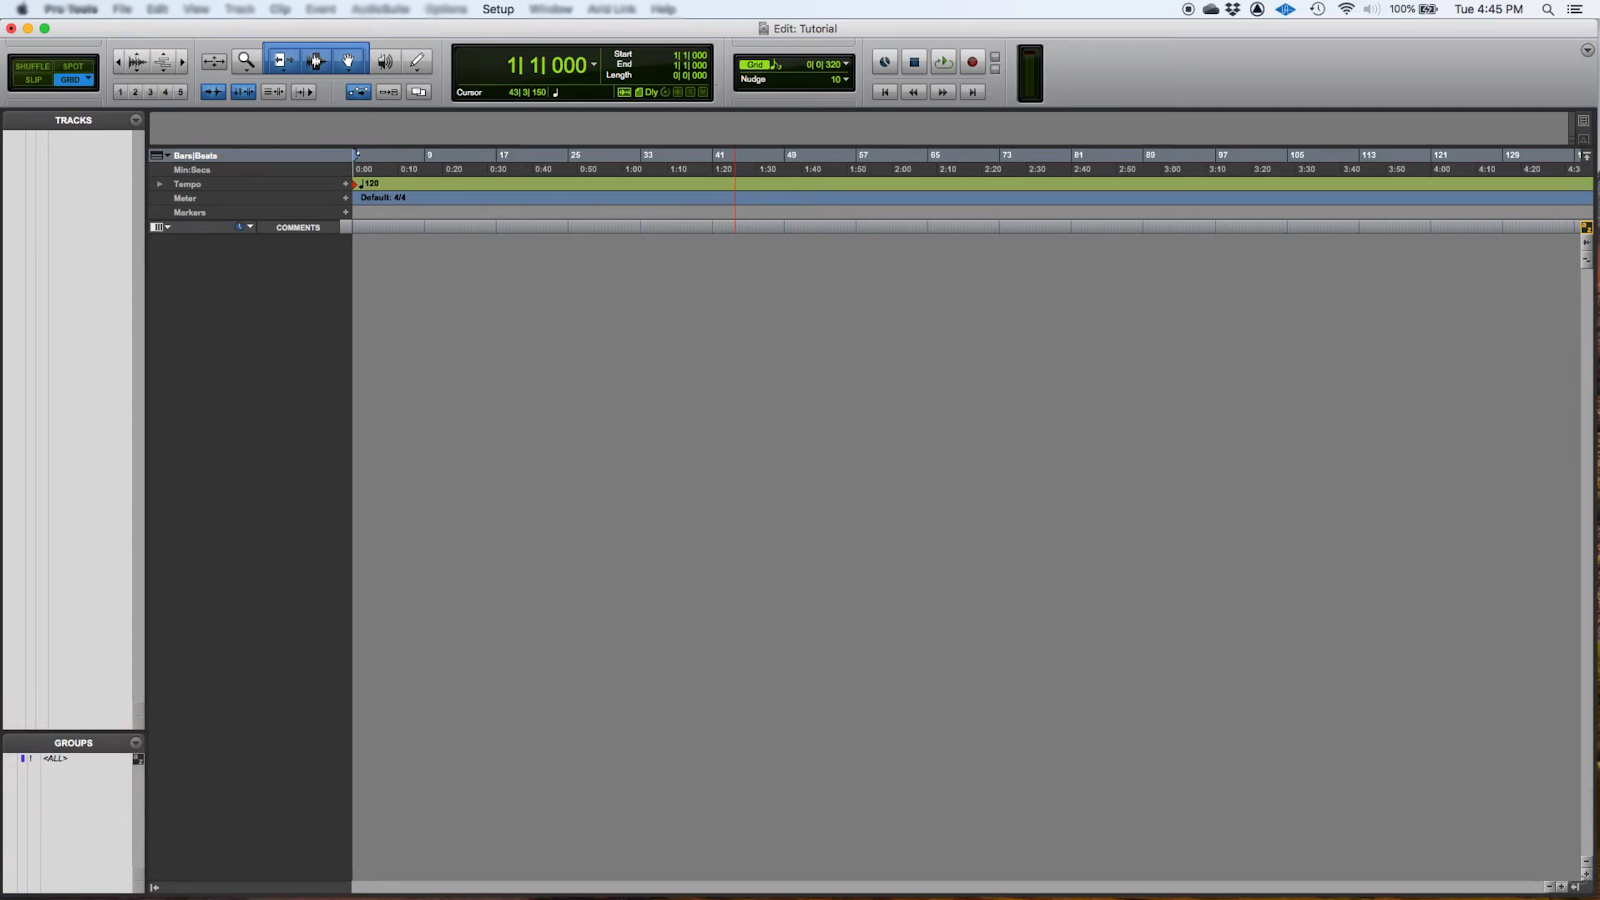 Pro Tools File Edit View Track Clip Event AudioSuite Options Setup Window Avid Link Help 100% Tue 4:45 PM
Edit: Tutorial
SHUFFLE SPOT
SLIP GRID
1 2 3 4 5
1| 1| 000
Start 1| 1| 000
End 1| 1| 000
Length 0| 0| 000
Cursor 43| 3| 150 Dly
Grid 0| 0| 320
Nudge 10
TRACKS
Bars|Beats 9 17 25 33 41 49 57 65 73 81 89 97 105 113 121 129
Min:Secs 0:00 0:10 0:20 0:30 0:40 0:50 1:00 1:10 1:20 1:30 1:40 1:50 2:00 2:10 2:20 2:30 2:40 2:50 3:00 3:10 3:20 3:30 3:40 3:50 4:00 4:10 4:20 4:3
Tempo 120
Meter Default: 4/4
Markers
COMMENTS
GROUPS
! <ALL>